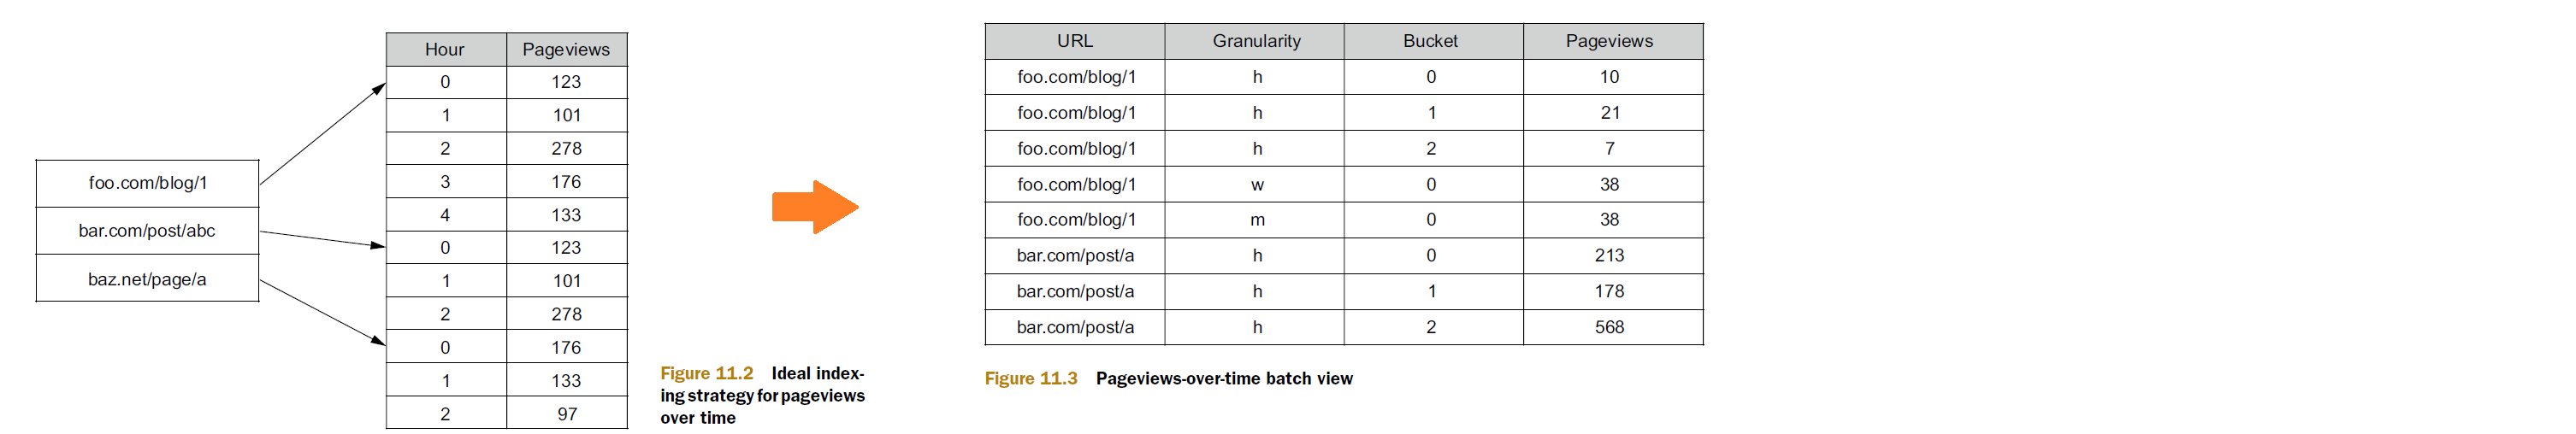 foo.com/blog/1
bar.com/post/abc
baz.net/page/a
Hour Pageviews
0 123
1 101
2 278
3 176
4 133
0 123
1 101
2 278
0 176
1 133
2 97
Figure 11.2 Ideal index-
ing strategy for pageviews
over time
URL Granularity Bucket Pageviews
foo.com/blog/1 h 0 10
foo.com/blog/1 h 1 21
foo.com/blog/1 h 2 7
foo.com/blog/1 w 0 38
foo.com/blog/1 m 0 38
bar.com/post/a h 0 213
bar.com/post/a h 1 178
bar.com/post/a h 2 568
Figure 11.3 Pageviews-over-time batch view